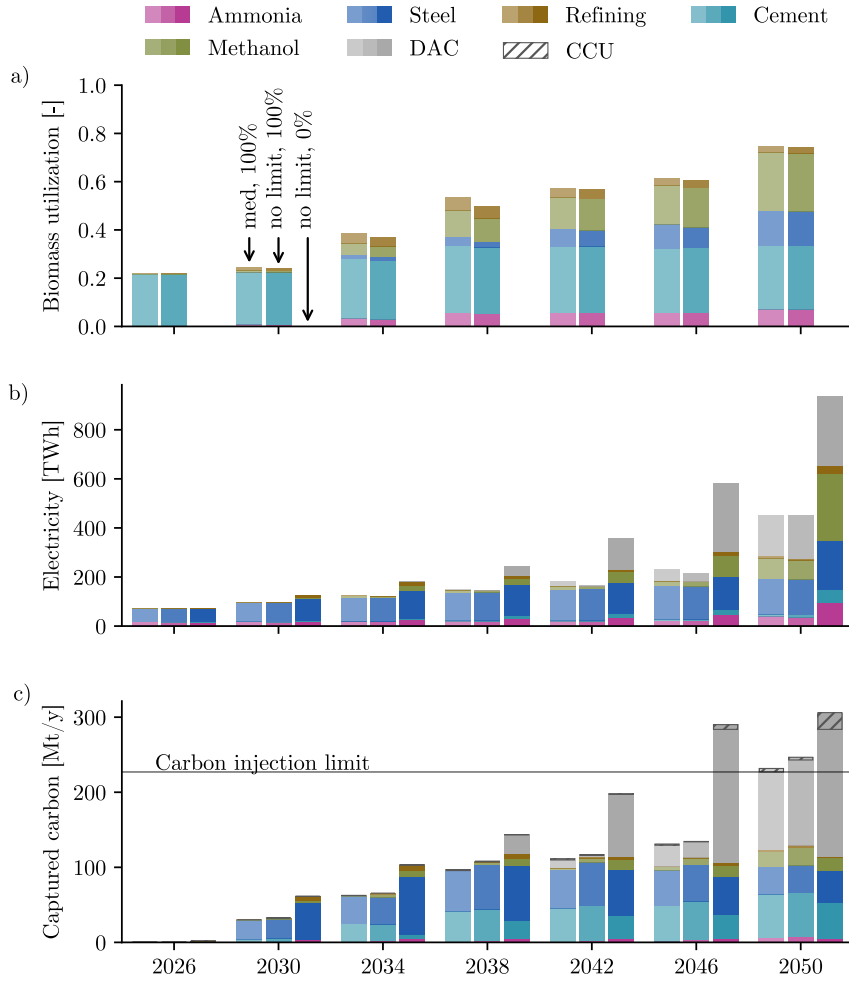 Ammonia Steel Refining Cement
Methanol DAC CCU
a)
Biomass utilization [-]
1.0
0.8
0.6
0.4
0.2
0.0
med, 100%
no limit, 100%
no limit, 0%
b)
Electricity [TWh]
800
600
400
200
0
c)
Captured carbon [Mt/y]
300
200
100
0
Carbon injection limit
2026 2030 2034 2038 2042 2046 2050